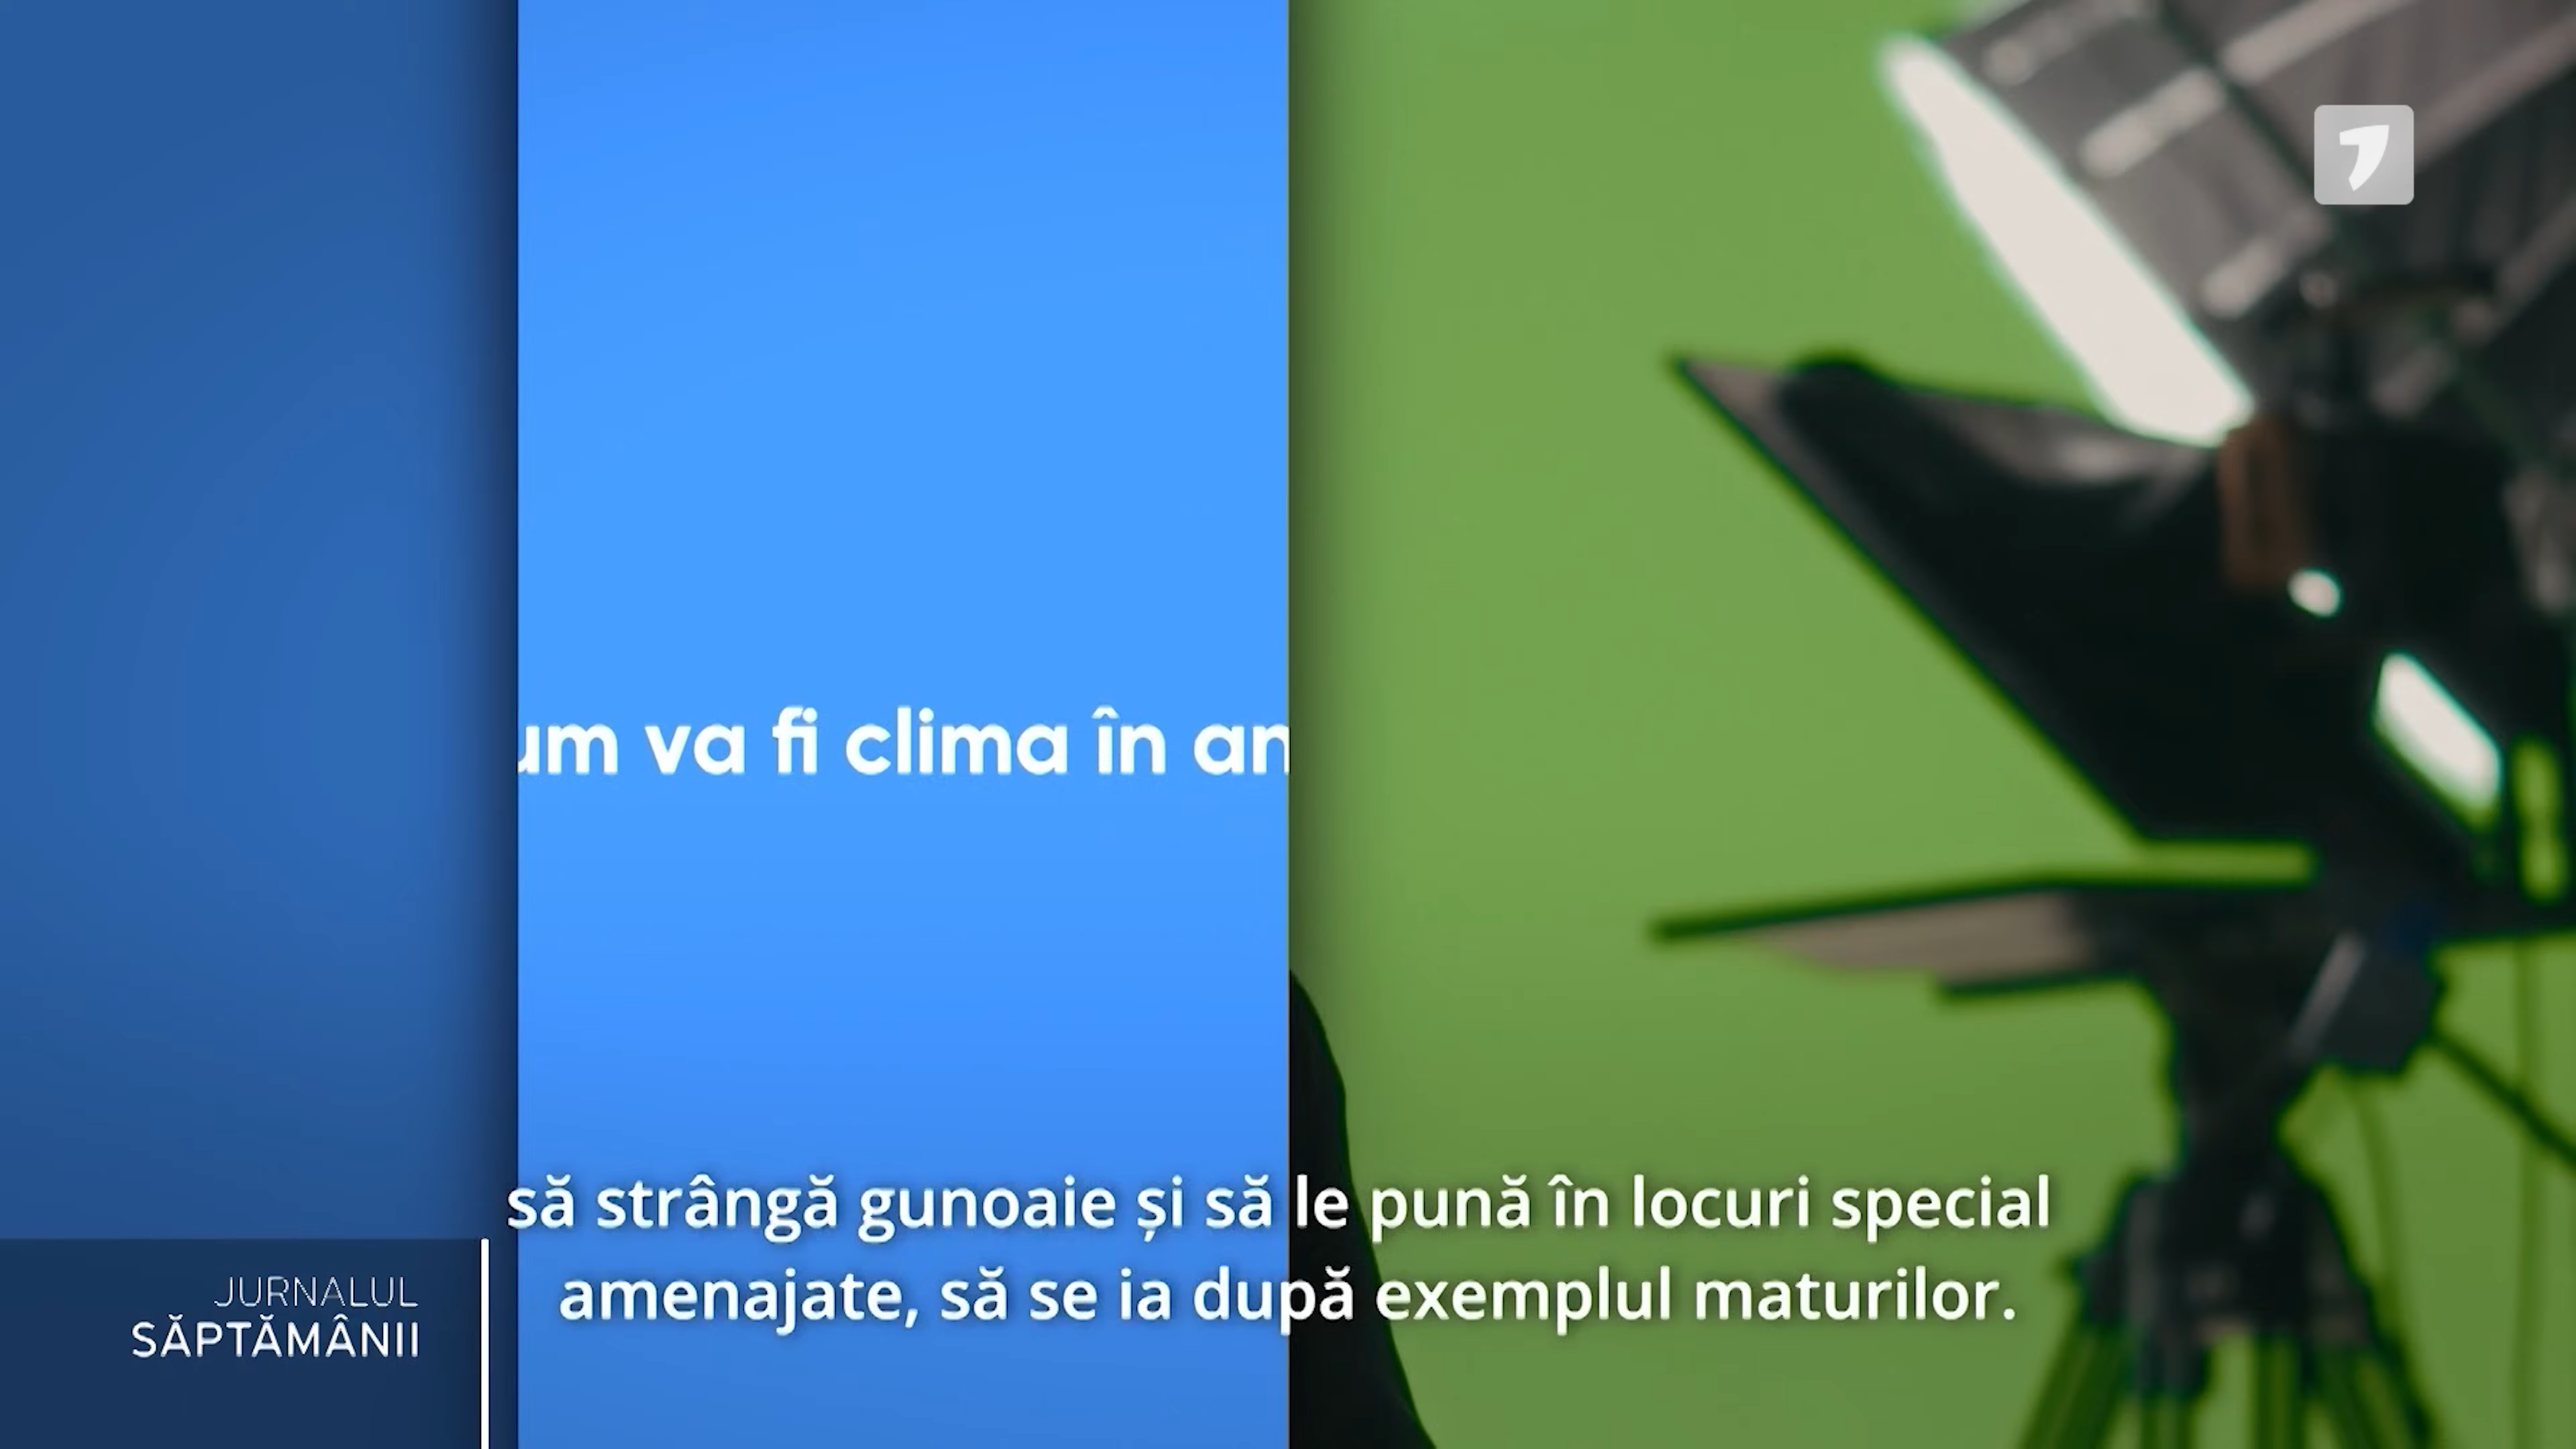 um va fi clima în an
să strângă gunoaie și să le pună în locuri special
amenajate, să se ia după exemplul maturilor.
JURNALUL
SĂPTĂMÂNII